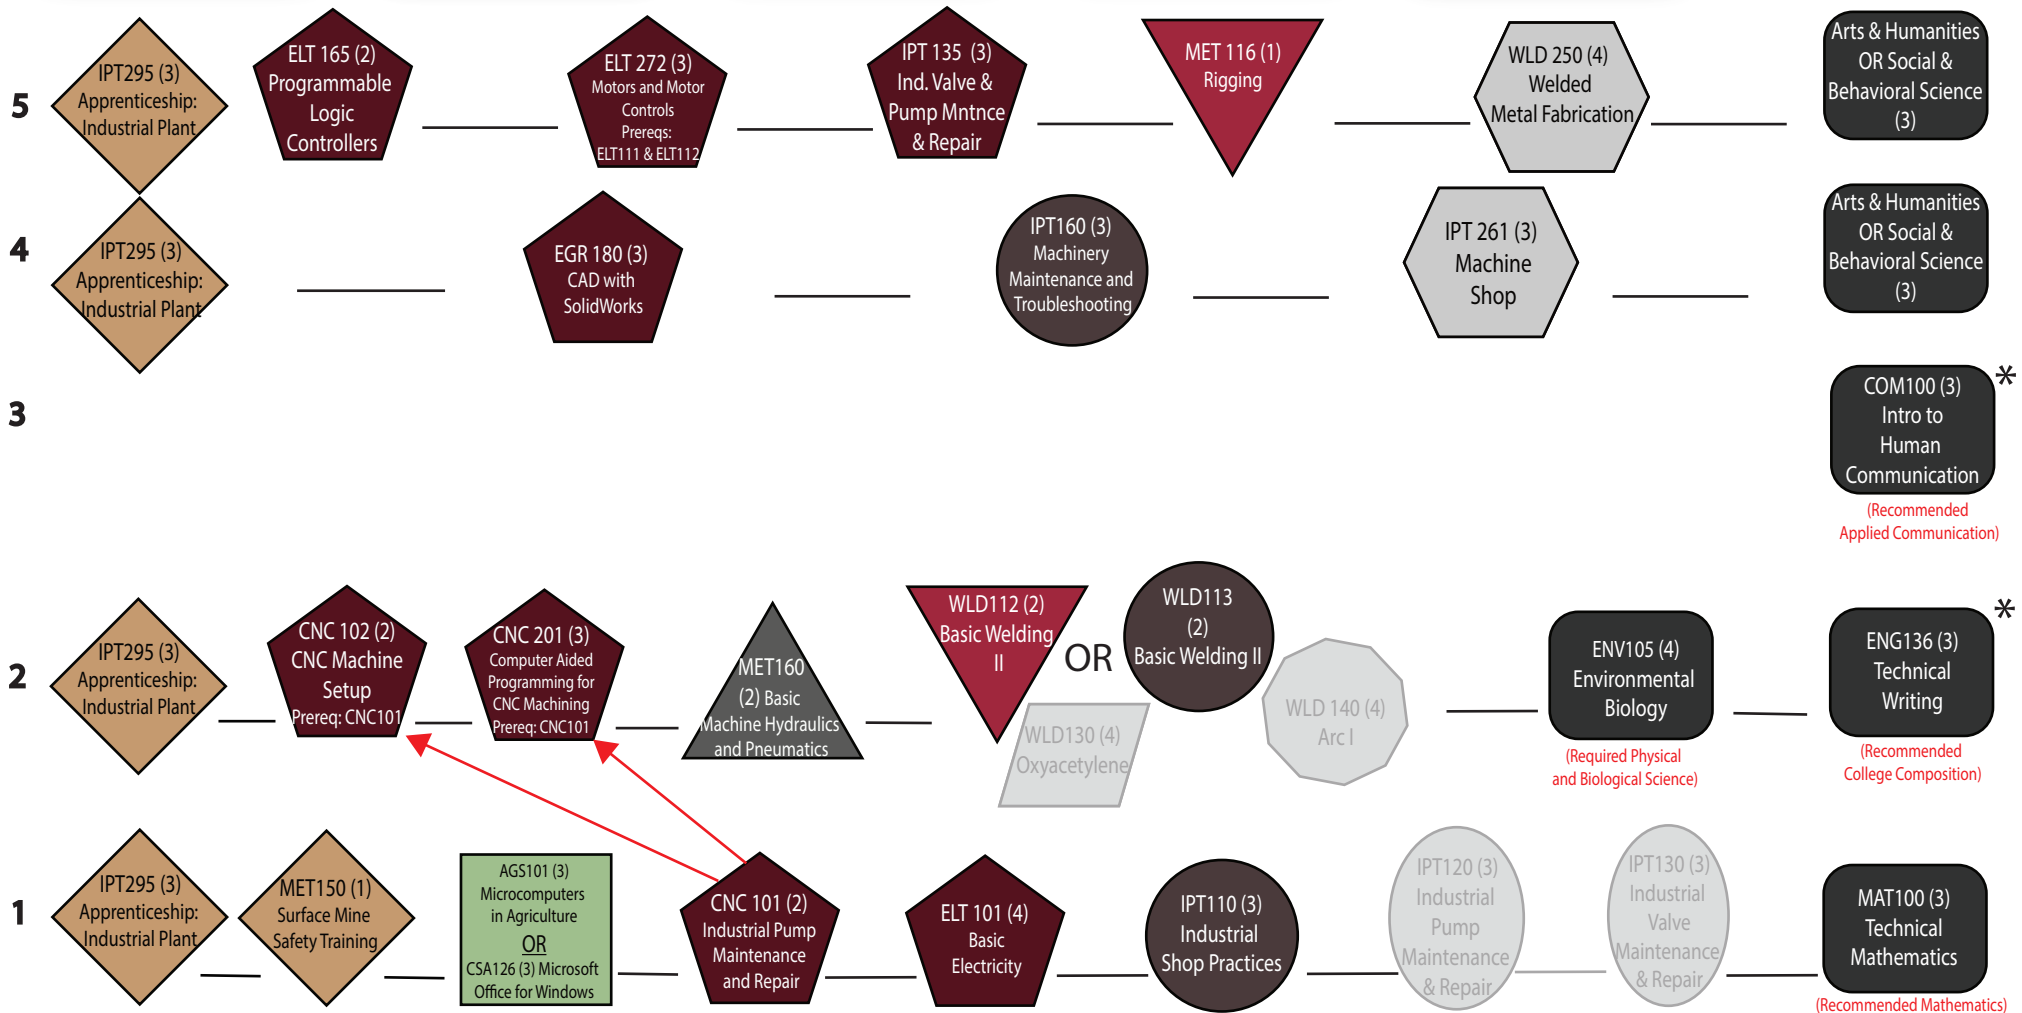 5
IPT295 (3)
Apprenticeship:
Industrial Plant
ELT 165 (2)
Programmable
Logic
Controllers
ELT 272 (3)
Motors and Motor
Controls
Prereqs:
ELT111 & ELT112
IPT 135 (3)
Ind. Valve &
Pump Mntnce
& Repair
MET 116 (1)
Rigging
WLD 250 (4)
Welded
Metal Fabrication
Arts & Humanities
OR Social &
Behavioral Science
(3)
4
IPT295 (3)
Apprenticeship:
Industrial Plant
EGR 180 (3)
CAD with
SolidWorks
IPT160 (3)
Machinery
Maintenance and
Troubleshooting
IPT 261 (3)
Machine
Shop
Arts & Humanities
OR Social &
Behavioral Science
(3)
3
COM100 (3)
Intro to
Human
Communication
*
(Recommended
Applied Communication)
2
IPT295 (3)
Apprenticeship:
Industrial Plant
CNC 102 (2)
CNC Machine
Setup
Prereq: CNC101
CNC 201 (3)
Computer Aided
Programming for
CNC Machining
Prereq: CNC101
MET160
(2) Basic
Machine Hydraulics
and Pneumatics
WLD112 (2)
Basic Welding
II
OR
WLD113
(2)
Basic Welding II
WLD130 (4)
Oxyacetylene
WLD 140 (4)
Arc I
ENV105 (4)
Environmental
Biology
(Required Physical
and Biological Science)
ENG136 (3)
Technical
Writing
*
(Recommended
College Composition)
1
IPT295 (3)
Apprenticeship:
Industrial Plant
MET150 (1)
Surface Mine
Safety Training
AGS101 (3)
Microcomputers
in Agriculture
OR
CSA126 (3) Microsoft
Office for Windows
CNC 101 (2)
Industrial Pump
Maintenance
and Repair
ELT 101 (4)
Basic
Electricity
IPT110 (3)
Industrial
Shop Practices
IPT120 (3)
Industrial
Pump
Maintenance
& Repair
IPT130 (3)
Industrial
Valve
Maintenance
& Repair
MAT100 (3)
Technical
Mathematics
(Recommended Mathematics)